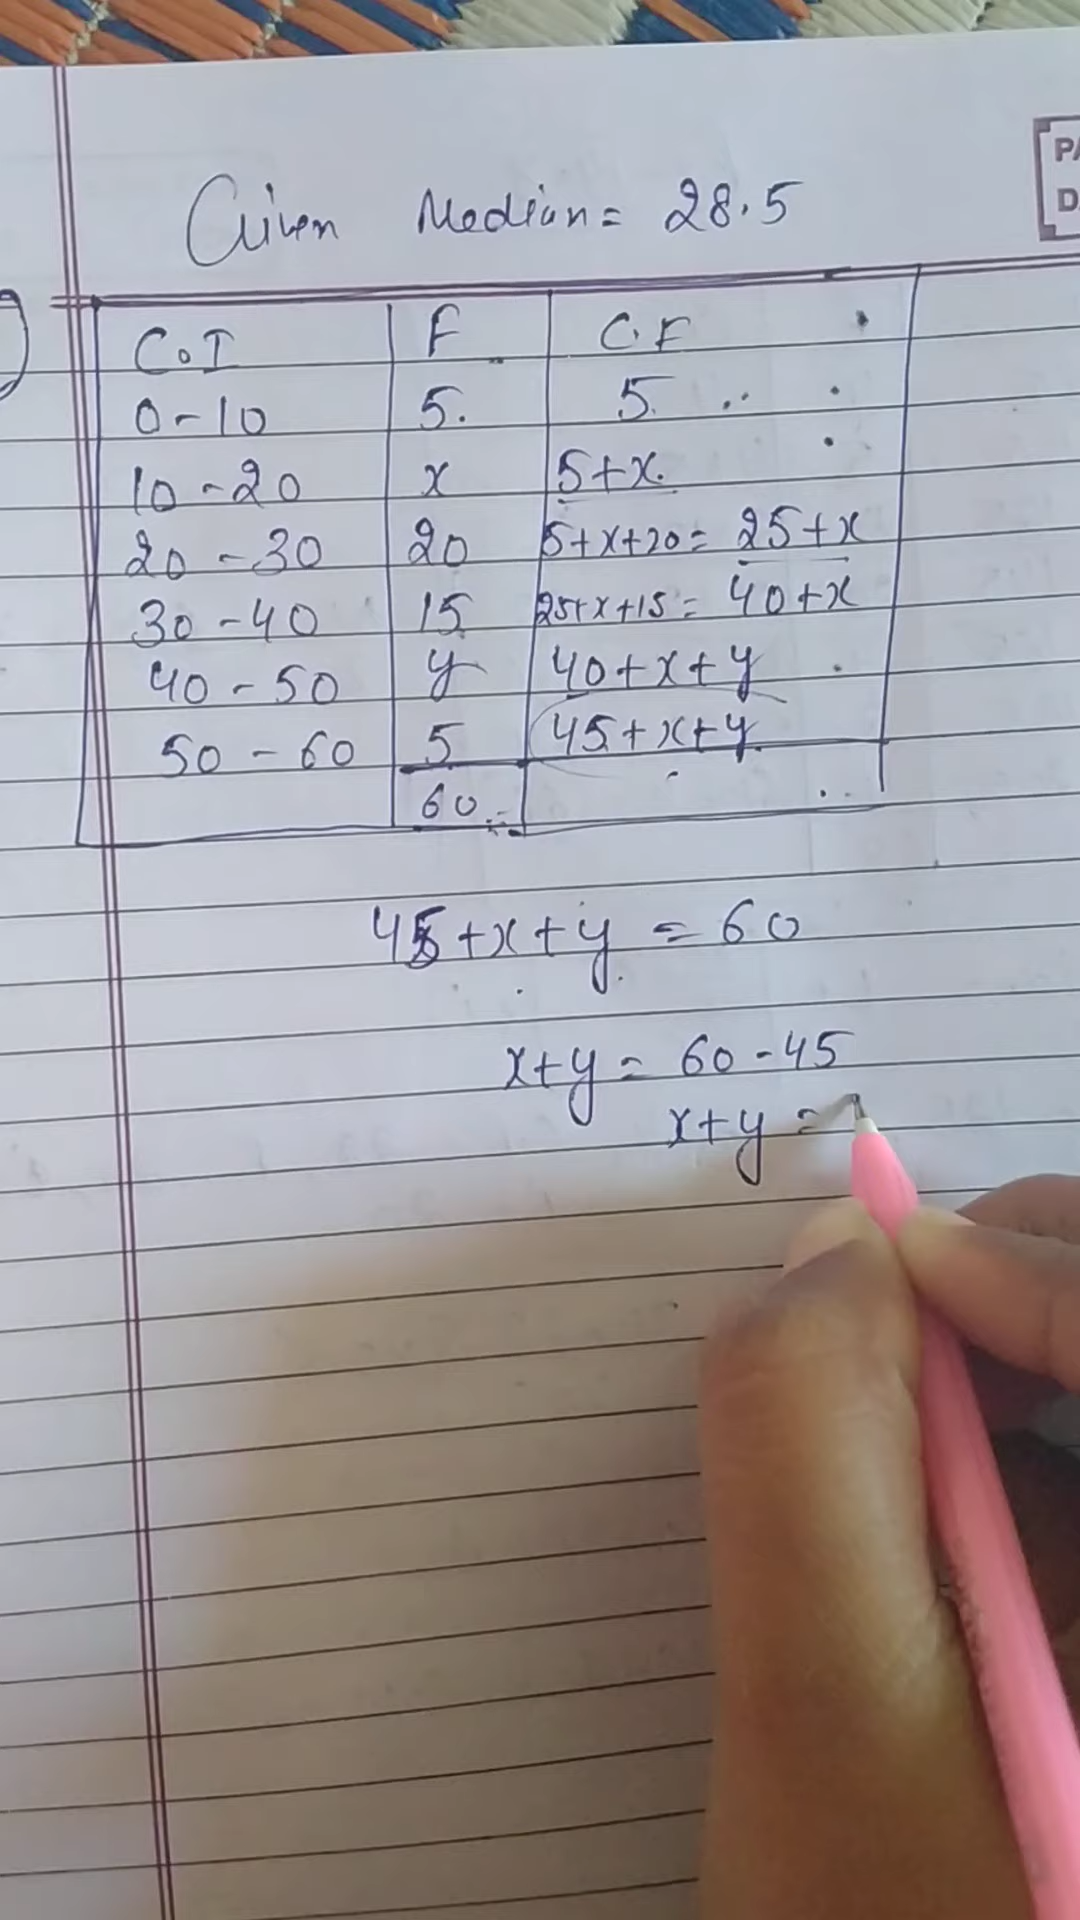 PA
D
Given Median = 28.5
C.I F C.F
0-10 5. 5
10-20 x 5+x.
20-30 20 5+x+20 = 25+x
30-40 15 25+x+15 = 40+x
40-50 y 40+x+y
50-60 5 45+x+y
60
45+x+y = 60
x+y = 60-45
x+y =